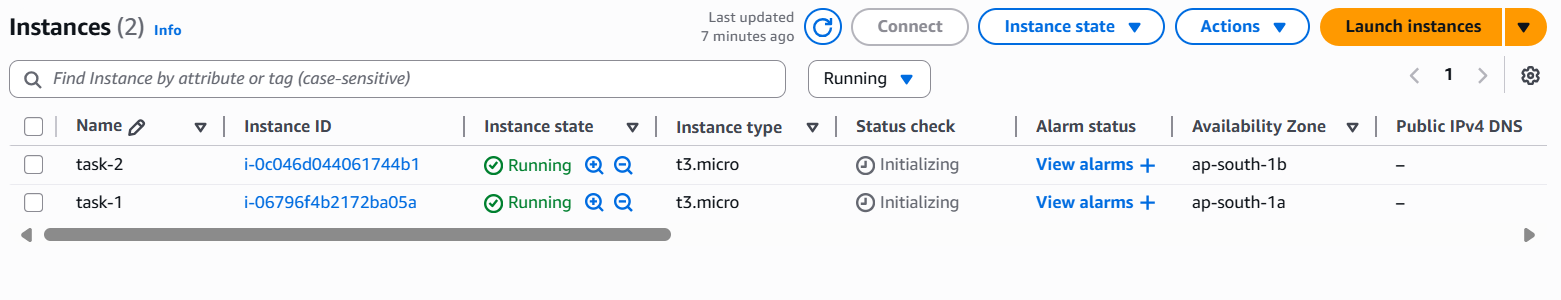 Instances (2) Info
Last updated
7 minutes ago
Connect
Instance state
Actions
Launch instances
Find Instance by attribute or tag (case-sensitive)
Running
1
Name Instance ID Instance state Instance type Status check Alarm status Availability Zone Public IPv4 DNS
task-2 i-0c046d044061744b1 Running t3.micro Initializing View alarms + ap-south-1b –
task-1 i-06796f4b2172ba05a Running t3.micro Initializing View alarms + ap-south-1a –